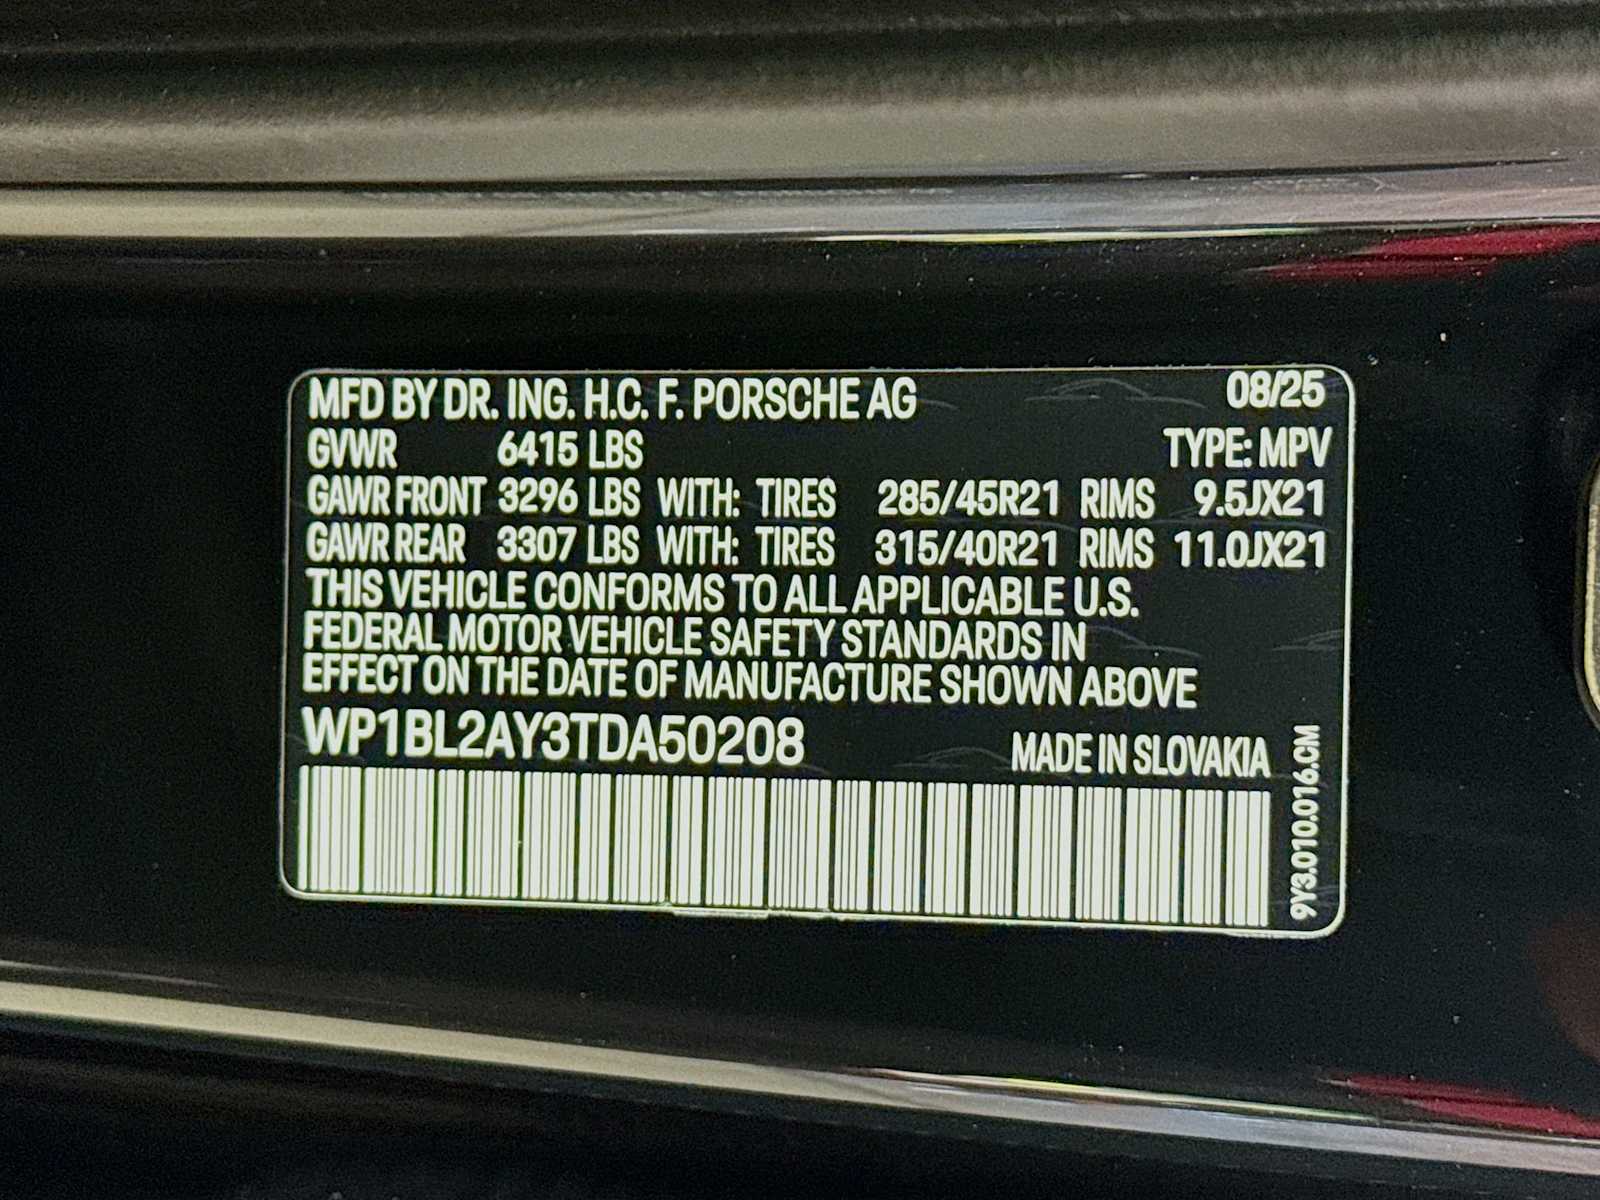 MFD BY DR. ING. H.C. F. PORSCHE AG 08/25
GVWR 6415 LBS TYPE: MPV
GAWR FRONT 3296 LBS WITH: TIRES 285/45R21 RIMS 9.5JX21
GAWR REAR 3307 LBS WITH: TIRES 315/40R21 RIMS 11.0JX21
THIS VEHICLE CONFORMS TO ALL APPLICABLE U.S.
FEDERAL MOTOR VEHICLE SAFETY STANDARDS IN
EFFECT ON THE DATE OF MANUFACTURE SHOWN ABOVE
WP1BL2AY3TDA50208 MADE IN SLOVAKIA
9Y3.010.016.CM